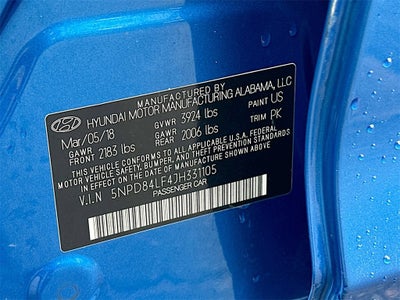 MANUFACTURED BY
HYUNDAI MOTOR MANUFACTURING ALABAMA, LLC
Mar/05/18 GVWR 3924 lbs PAINT US
GAWR FRONT 2183 lbs GAWR REAR 2006 lbs TRIM PK
THIS VEHICLE CONFORMS TO ALL APPLICABLE U.S.A. FEDERAL
MOTOR VEHICLE SAFETY, BUMPER, AND THEFT PREVENTION
STANDARDS IN EFFECT ON THE DATE OF MANUFACTURE SHOWN ABOVE.
V.I.N 5NPD84LF4JH331105
PASSENGER CAR